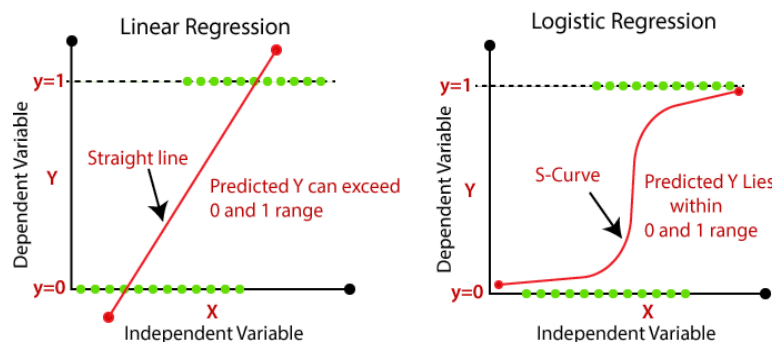 Linear Regression
y=1
Dependent Variable
Y
Straight line
Predicted Y can exceed
0 and 1 range
y=0
X
Independent Variable
Logistic Regression
y=1
Dependent Variable
Y
S-Curve
Predicted Y Lies
within
0 and 1 range
y=0
X
Independent Variable